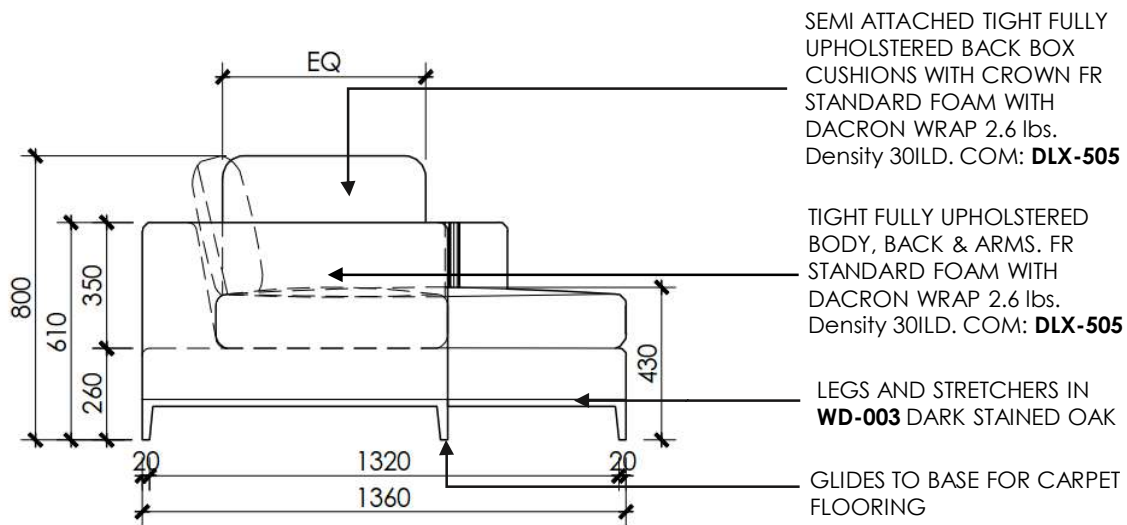 SEMI ATTACHED TIGHT FULLY
UPHOLSTERED BACK BOX
CUSHIONS WITH CROWN FR
STANDARD FOAM WITH
DACRON WRAP 2.6 lbs.
Density 30ILD. COM: DLX-505
EQ
TIGHT FULLY UPHOLSTERED
BODY, BACK & ARMS. FR
STANDARD FOAM WITH
DACRON WRAP 2.6 lbs.
Density 30ILD. COM: DLX-505
800
610
350
260
430
LEGS AND STRETCHERS IN
WD-003 DARK STAINED OAK
20
1320
20
1360
GLIDES TO BASE FOR CARPET
FLOORING